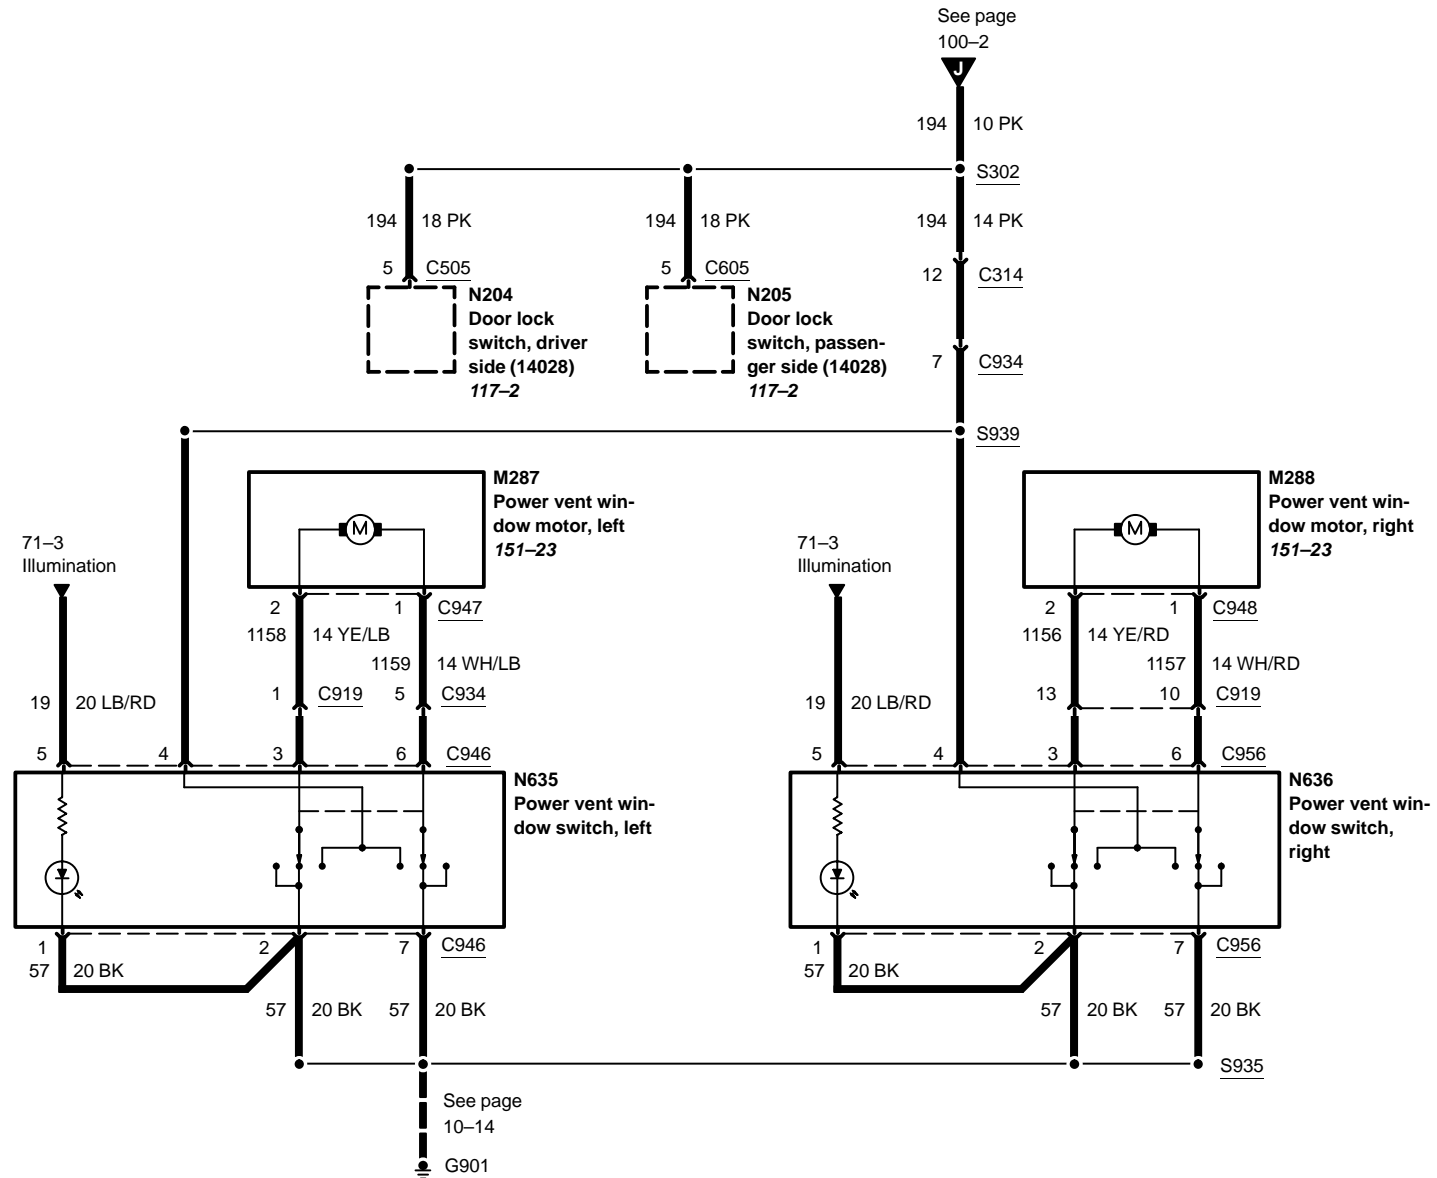 See page
100–2
J
194 10 PK
S302
194 18 PK 194 18 PK 194 14 PK
5 C505 5 C605 12 C314
N204
Door lock
switch, driver
side (14028)
117–2
N205
Door lock
switch, passen-
ger side (14028)
117–2
7 C934
S939
M287
Power vent win-
dow motor, left
151–23
M
M288
Power vent win-
dow motor, right
151–23
M
71–3
Illumination
71–3
Illumination
2 1 C947 2 1 C948
1158 14 YE/LB 1156 14 YE/RD
1159 14 WH/LB 1157 14 WH/RD
1 C919 5 C934 13 10 C919
19 20 LB/RD 19 20 LB/RD
5 4 3 6 C946 5 4 3 6 C956
N635
Power vent win-
dow switch, left
N636
Power vent win-
dow switch,
right
1 2 7 C946 1 2 7 C956
57 20 BK 57 20 BK
57 20 BK 57 20 BK 57 20 BK 57 20 BK
S935
See page
10–14
G901